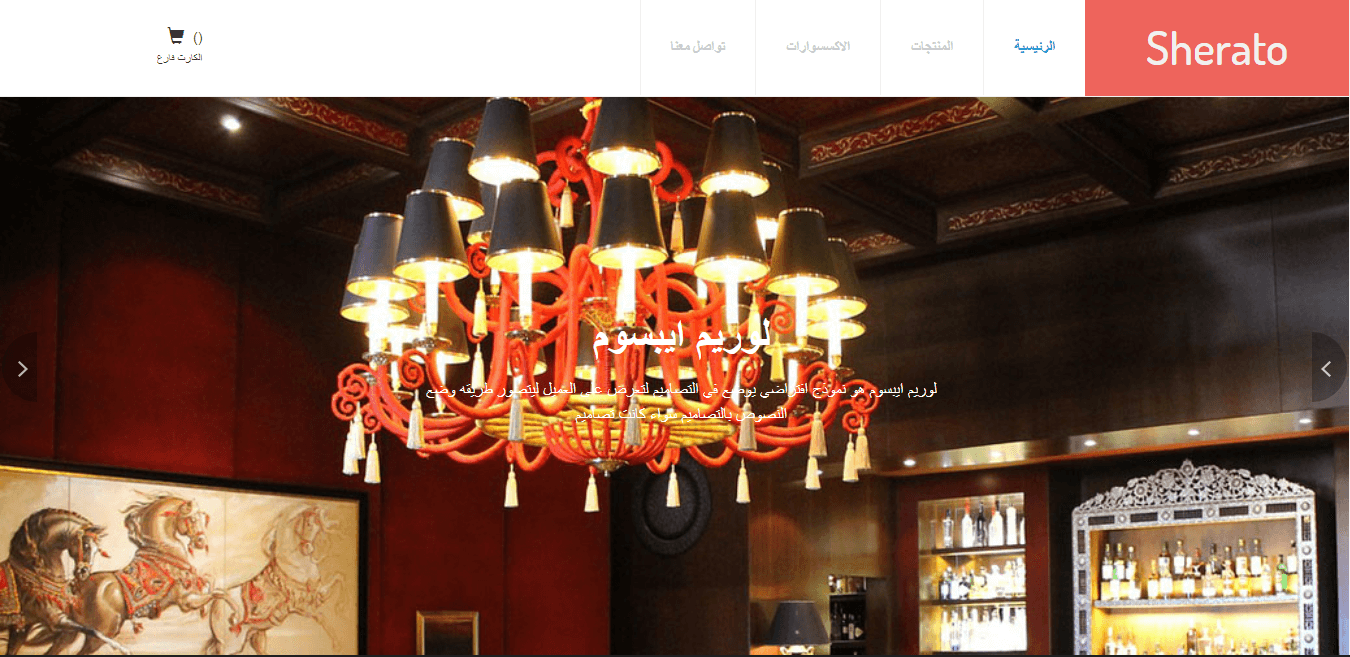 Sherato
الرئيسية
المنتجات
الاكسسوارات
تواصل معنا
()
الكارت فارغ
لوريم ايبسوم
لوريم ايبسوم هو نموذج افتراضي يوضع في التصاميم لتعرض على العميل ليتصور طريقه وضع
النصوص بالتصاميم سواء كانت تصاميم